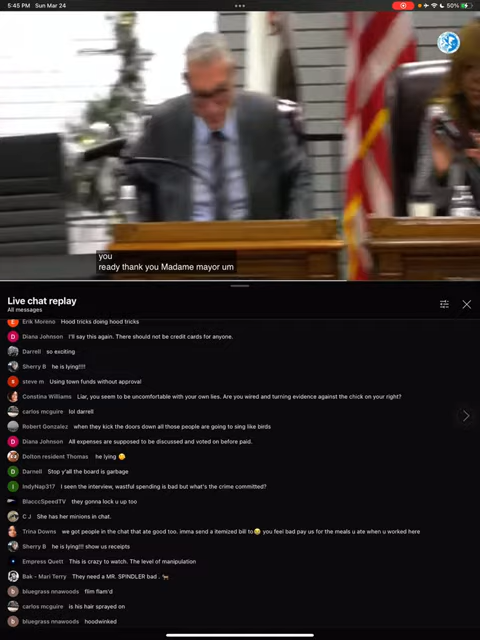 5:45 PM Sun Mar 24
50%
you
ready thank you Madame mayor um
Live chat replay
All messages
Erik Moreno Hood tricks doing hood tricks
Diana Johnson I'll say this again. There should not be credit cards for anyone.
Darrell so exciting
Sherry B he is lying!!!!
steve m Using town funds without approval
Constina Williams Liar, you seem to be uncomfortable with your own lies. Are you wired and turning evidence against the chick on your right?
carlos mcguire lol darrell
Robert Gonzalez when they kick the doors down all those people are going to sing like birds
Diana Johnson All expenses are supposed to be discussed and voted on before paid.
Dolton resident Thomas he lying 😋
Darnell Stop y'all the board is garbage
IndyNap317 I seen the interview, wastful spending is bad but what's the crime committed?
BlacccSpeedTV they gonna lock u up too
C J She has her minions in chat.
Trina Downs we got people in the chat that ate good too. imma send a itemized bill to😂 you feel bad pay us for the meals u ate when u worked here
Sherry B he is lying!!! show us receipts
Empress Quett This is crazy to watch. The level of manipulation
Bak - Mari Terry They need a MR. SPINDLER bad . 🐅
bluegrass nnawoods flim flam'd
carlos mcguire is his hair sprayed on
bluegrass nnawoods hoodwinked